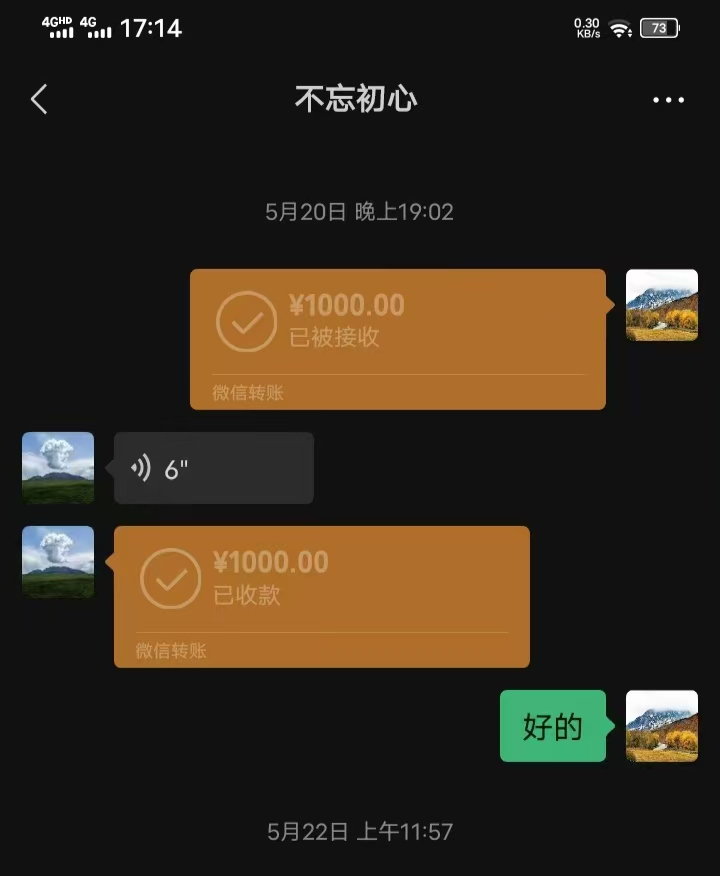 4GHD 4G 17:14 0.30 KB/s 73
不忘初心
5月20日 晚上19:02
¥1000.00
已被接收
微信转账
6"
¥1000.00
已收款
微信转账
好的
5月22日 上午11:57